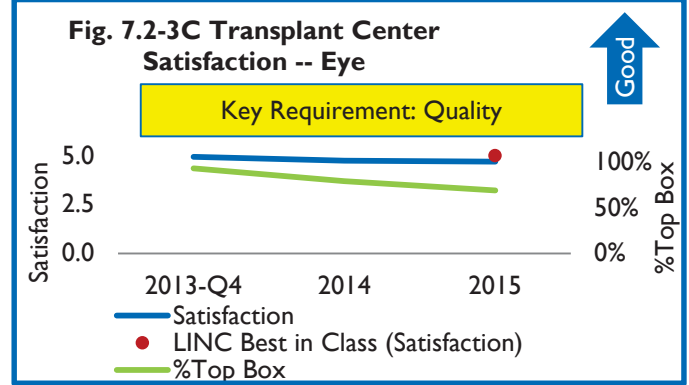 Fig. 7.2-3C Transplant Center
Satisfaction -- Eye
Good
Key Requirement: Quality
Satisfaction
5.0
2.5
0.0
100%
50%
0%
%Top Box
2013-Q4 2014 2015
Satisfaction
LINC Best in Class (Satisfaction)
%Top Box